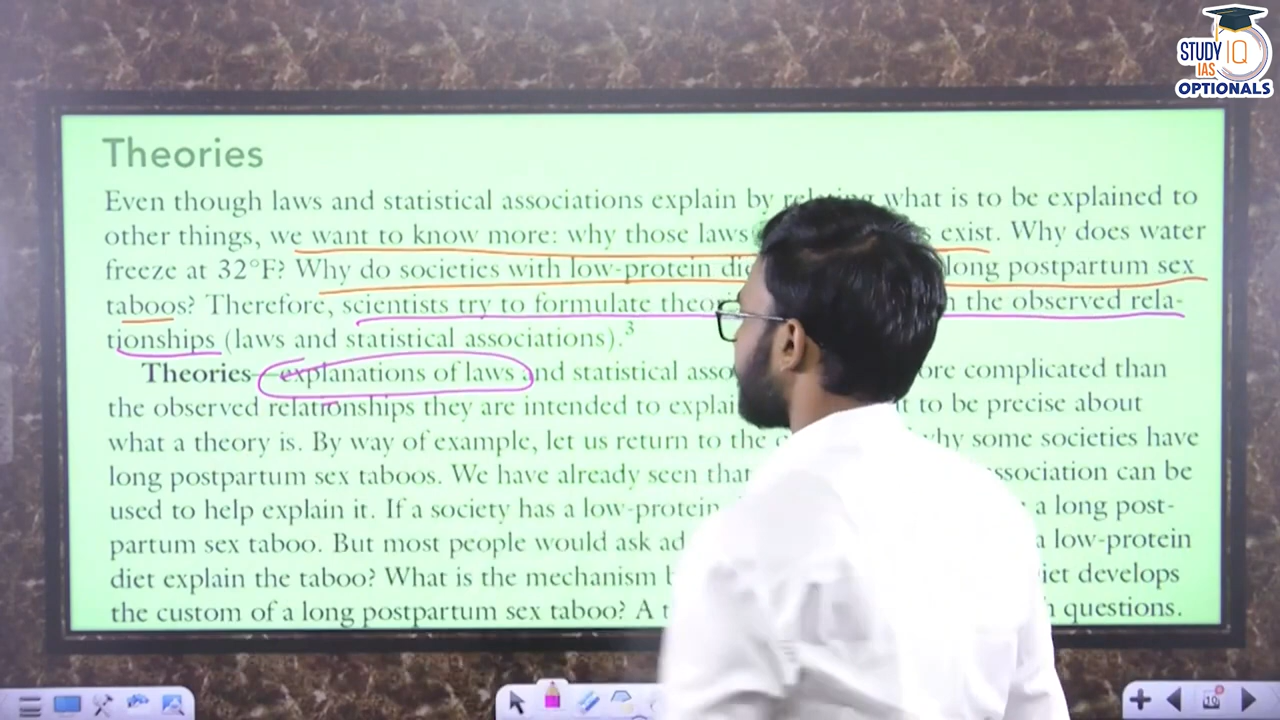 STUDY IQ
IAS
OPTIONALS
Theories
Even though laws and statistical associations explain by relating what is to be explained to
other things, we want to know more: why those laws exist. Why does water
freeze at 32°F? Why do societies with low-protein long postpartum sex
taboos? Therefore, scientists try to formulate the observed rela-
tionships (laws and statistical associations).3
Theories—explanations of laws and statistical complicated than
the observed relationships they are intended to to be precise about
what a theory is. By way of example, let us return to the why some societies have
long postpartum sex taboos. We have already seen that association can be
used to help explain it. If a society has a low-protein a long post-
partum sex taboo. But most people would ask a low-protein
diet explain the taboo? What is the mechanism develops
the custom of a long postpartum sex taboo? A questions.